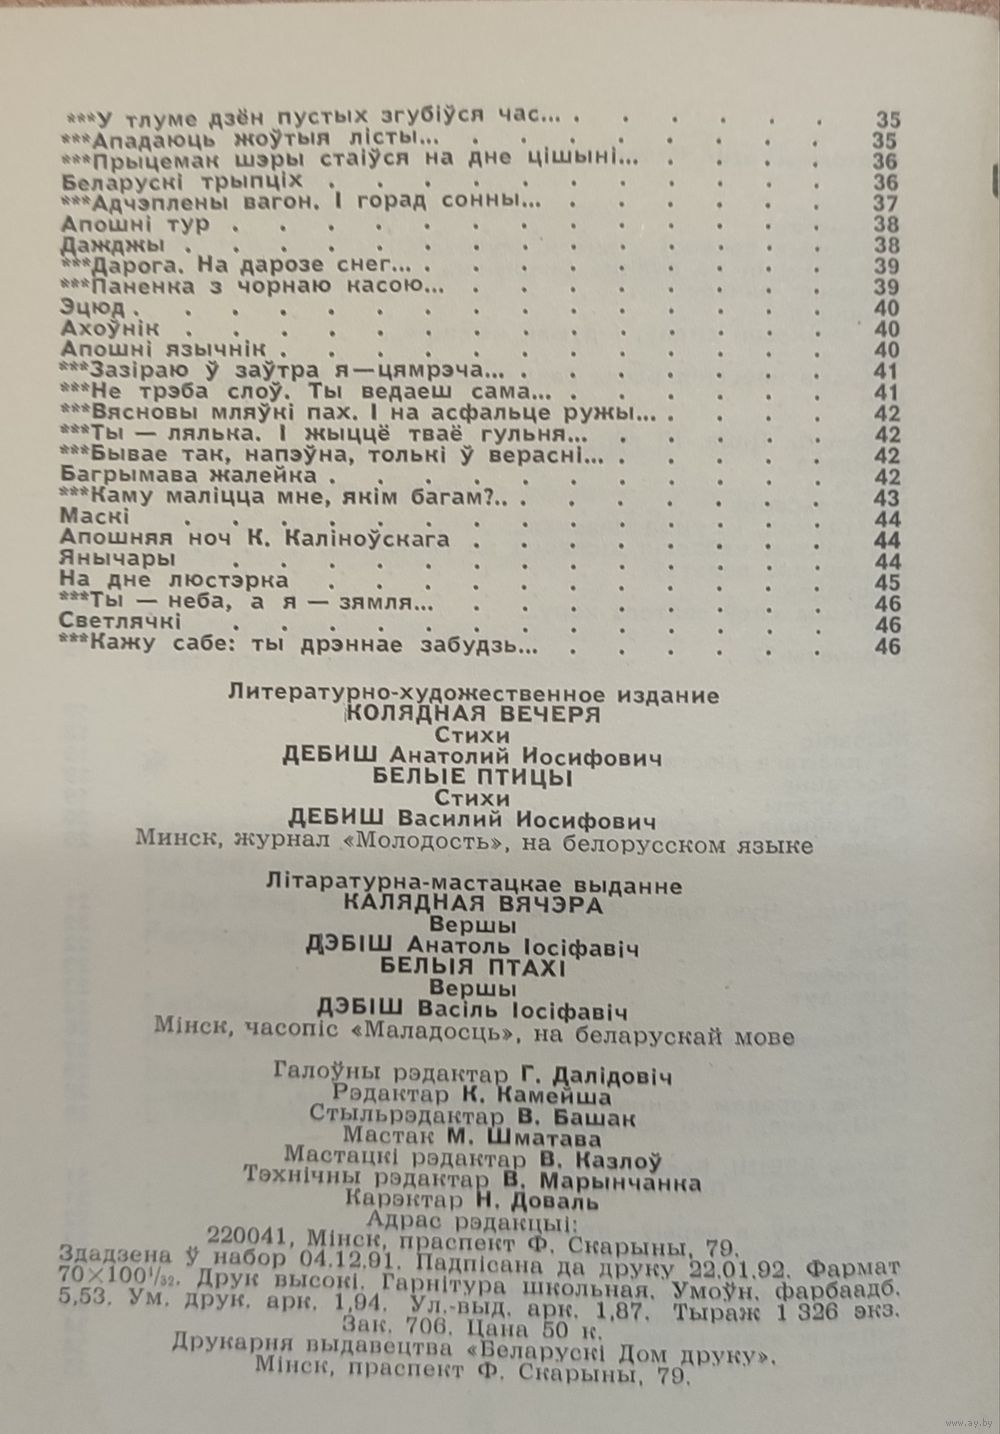 ***У тлуме дзён пустых згубіўся час... . . . . . . 35
***Ападаюць жоўтыя лісты... . . . . . . . . 35
***Прыцемак шэры стаіўся на дне цішыні... . . . . 36
Беларускі трыпціх . . . . . . . . . . . 36
***Адчэплены вагон. І горад сонны... . . . . . . 37
Апошні тур . . . . . . . . . . . . . 38
Дажджы . . . . . . . . . . . . . . 38
***Дарога. На дарозе снег... . . . . . . . . . 39
***Паненка з чорнаю касою... . . . . . . . . 39
Эцюд . . . . . . . . . . . . . . . 40
Ахоўнік . . . . . . . . . . . . . . 40
Апошні язычнік . . . . . . . . . . . . 40
***Зазіраю ў заўтра я—цямрэча... . . . . . . . 41
***Не трэба слоў. Ты ведаеш сама... . . . . . . 41
***Вясновы мляўкі пах. І на асфальце ружы... . . . . 42
***Ты — лялька. І жыццё тваё гульня... . . . . . 42
***Бывае так, напэўна, толькі ў верасні... . . . . . 42
Багрымава жалейка . . . . . . . . . . . 42
***Каму маліцца мне, якім багам?.. . . . . . . . 43
Маскі . . . . . . . . . . . . . . 44
Апошняя ноч К. Каліноўскага . . . . . . . . 44
Янычары . . . . . . . . . . . . . 44
На дне люстэрка . . . . . . . . . . . 45
***Ты — неба, а я — зямля... . . . . . . . . 46
Светлячкі . . . . . . . . . . . . . 46
***Кажу сабе: ты дрэннае забудзь... . . . . . . 46
Литературно-художественное издание
КОЛЯДНАЯ ВЕЧЕРЯ
Стихи
ДЕБИШ Анатолий Иосифович
БЕЛЫЕ ПТИЦЫ
Стихи
ДЕБИШ Василий Иосифович
Минск, журнал «Молодость», на белорусском языке
Літаратурна-мастацкае выданне
КАЛЯДНАЯ ВЯЧЭРА
Вершы
ДЭБІШ Анатоль Іосіфавіч
БЕЛЫЯ ПТАХІ
Вершы
ДЭБІШ Васіль Іосіфавіч
Мінск, часопіс «Маладосць», на беларускай мове
Галоўны рэдактар Г. Далідовіч
Рэдактар К. Камейша
Стыльрэдактар В. Башак
Мастак М. Шматава
Мастацкі рэдактар В. Казлоў
Тэхнічны рэдактар В. Марынчанка
Карэктар Н. Доваль
Адрас рэдакцыі:
220041, Мінск, праспект Ф. Скарыны, 79.
Здадзена ў набор 04.12.91. Падпісана да друку 22.01.92. Фармат
70×100¹/₃₂. Друк высокі. Гарнітура школьная. Умоўн. фарбаадб.
5,53. Ум. друк. арк. 1,94. Ул.-выд. арк. 1,87. Тыраж 1 326 экз.
Зак. 706. Цана 50 к.
Друкарня выдавецтва «Беларускі Дом друку».
Мінск, праспект Ф. Скарыны, 79.
www.ay.by